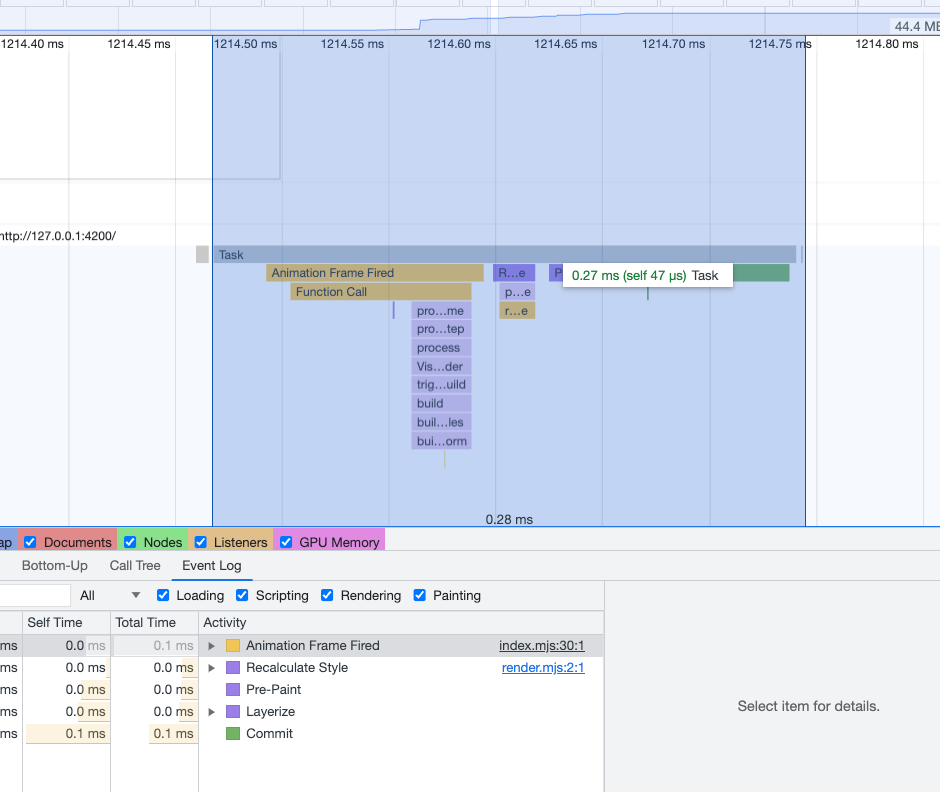 44.4 ME
1214.40 ms 1214.45 ms 1214.50 ms 1214.55 ms 1214.60 ms 1214.65 ms 1214.70 ms 1214.75 ms 1214.80 ms
http://127.0.0.1:4200/
Task
Animation Frame Fired R...e P 0.27 ms (self 47 μs) Task
Function Call p...e
pro...me r...e
pro...tep
process
Vis...der
trig...uild
build
buil...les
bui...orm
0.28 ms
ap Documents Nodes Listeners GPU Memory
Bottom-Up Call Tree Event Log
All Loading Scripting Rendering Painting
Self Time Total Time Activity
ms 0.0 ms 0.1 ms Animation Frame Fired index.mjs:30:1
ms 0.0 ms 0.0 ms Recalculate Style render.mjs:2:1
ms 0.0 ms 0.0 ms Pre-Paint
ms 0.0 ms 0.0 ms Layerize
ms 0.1 ms 0.1 ms Commit
Select item for details.